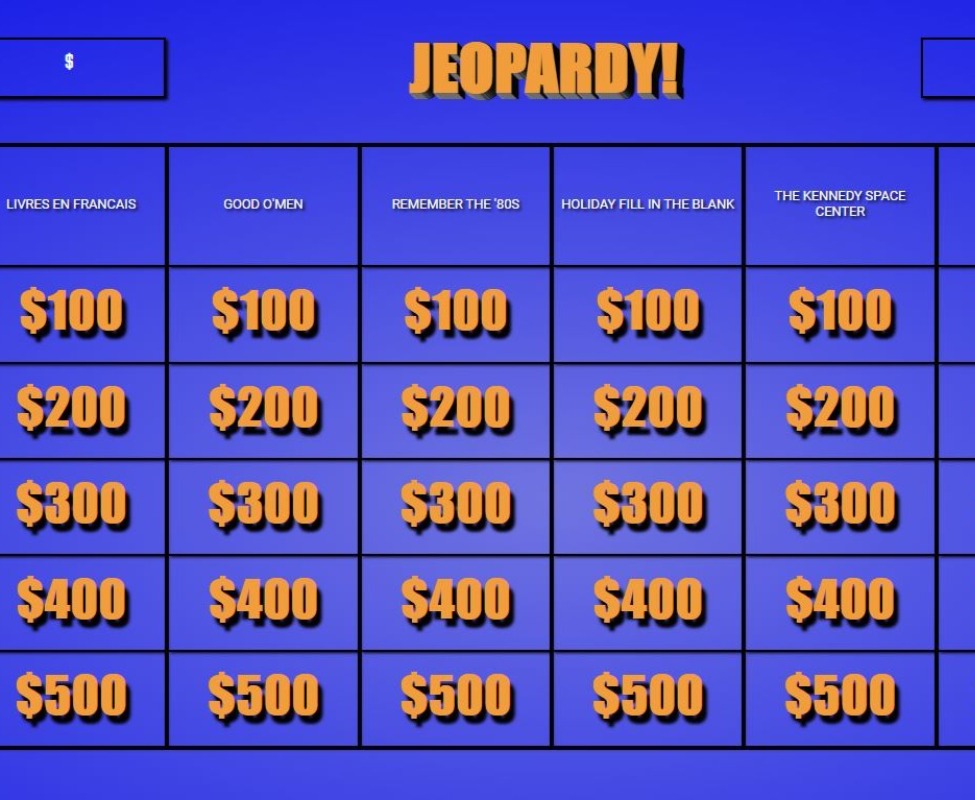 $
JEOPARDY!
LIVRES EN FRANCAIS
GOOD O'MEN
REMEMBER THE '80S
HOLIDAY FILL IN THE BLANK
THE KENNEDY SPACE
CENTER
$100 $100 $100 $100 $100
$200 $200 $200 $200 $200
$300 $300 $300 $300 $300
$400 $400 $400 $400 $400
$500 $500 $500 $500 $500